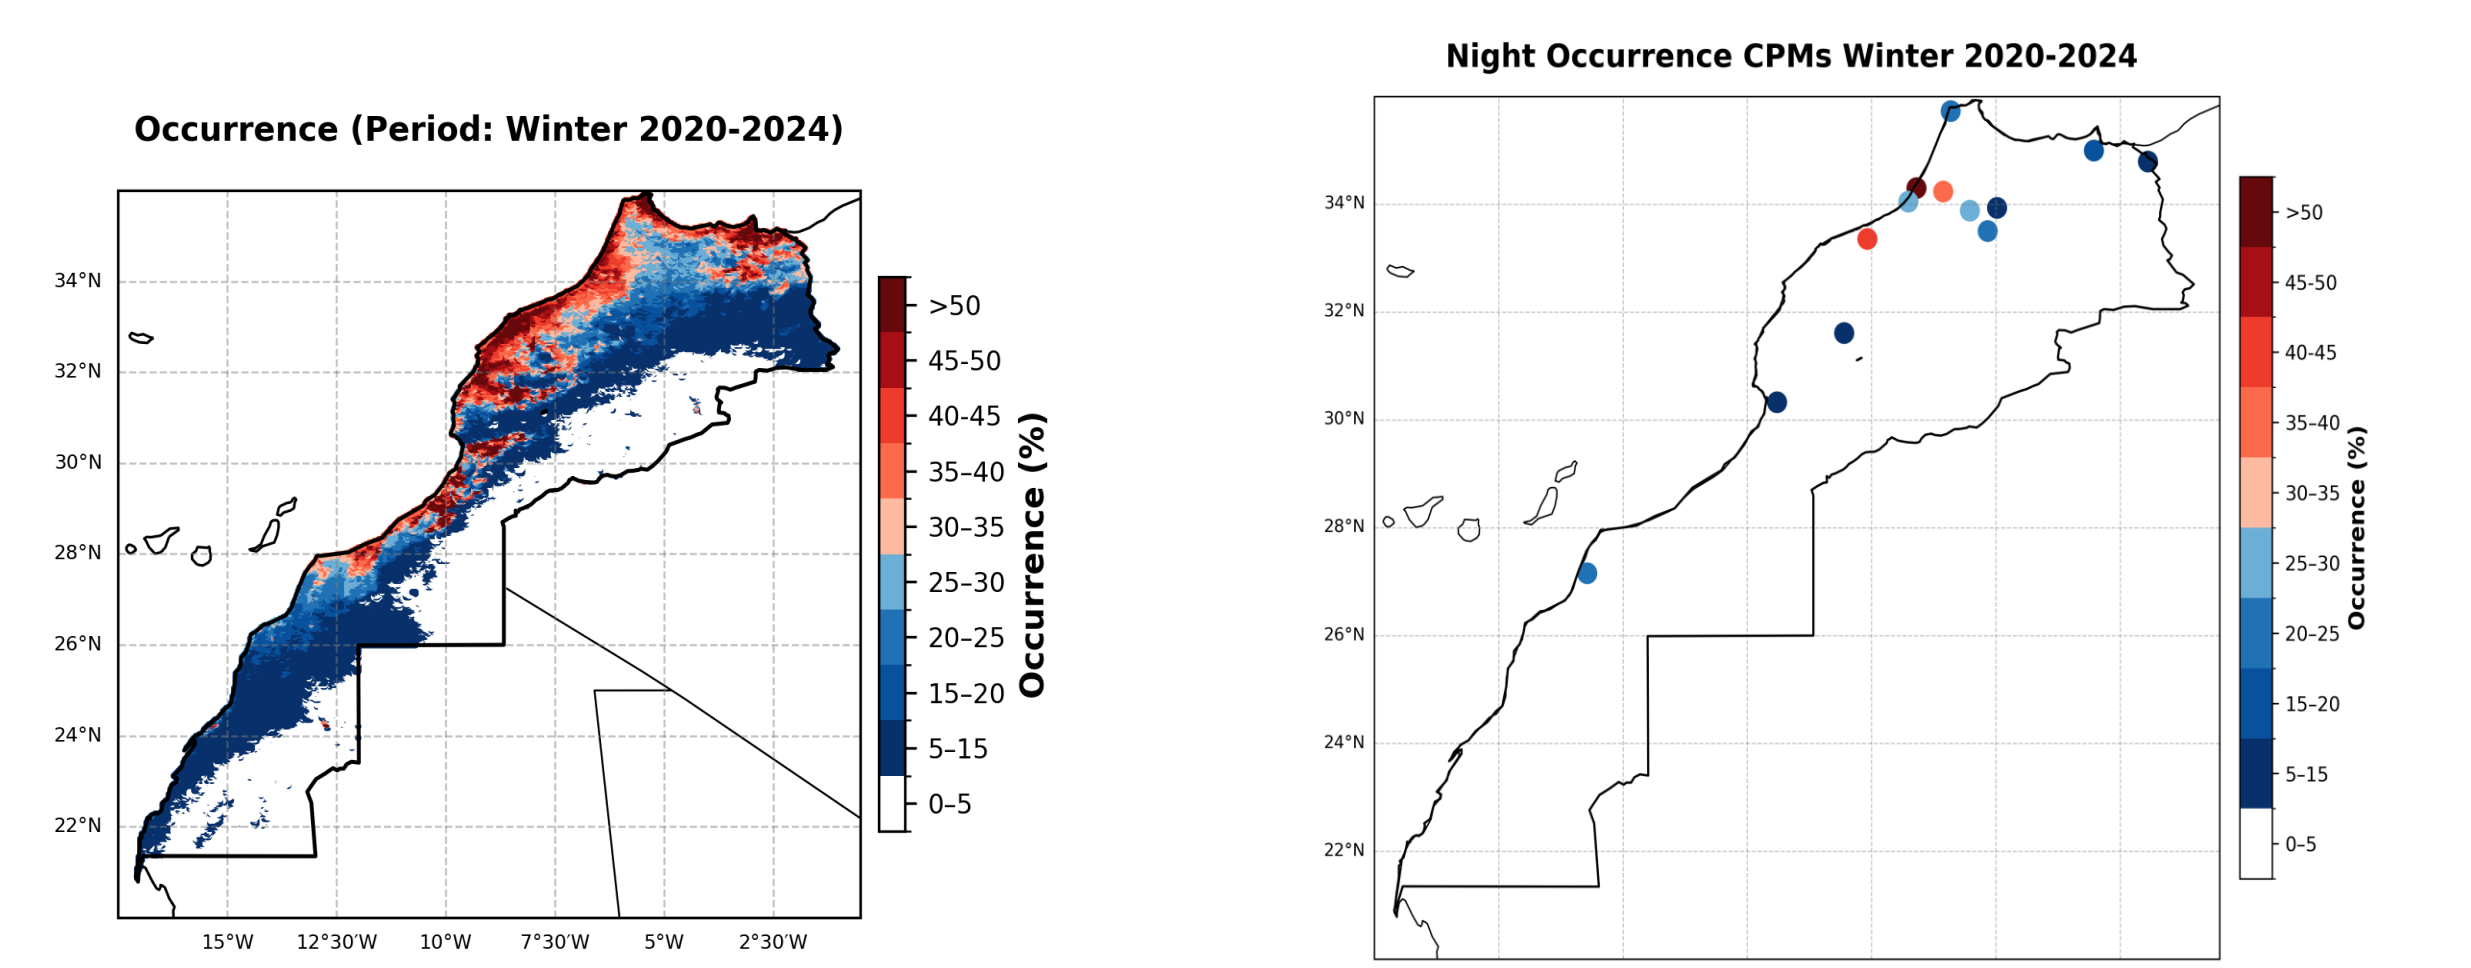 Occurrence (Period: Winter 2020-2024)
34°N
32°N
30°N
28°N
26°N
24°N
22°N
15°W 12°30′W 10°W 7°30′W 5°W 2°30′W
>50
45-50
40-45
35–40
30–35
25–30
20–25
15–20
5–15
0–5
Occurrence (%)
Night Occurrence CPMs Winter 2020-2024
34°N
32°N
30°N
28°N
26°N
24°N
22°N
>50
45-50
40-45
35–40
30–35
25–30
20–25
15–20
5–15
0–5
Occurrence (%)